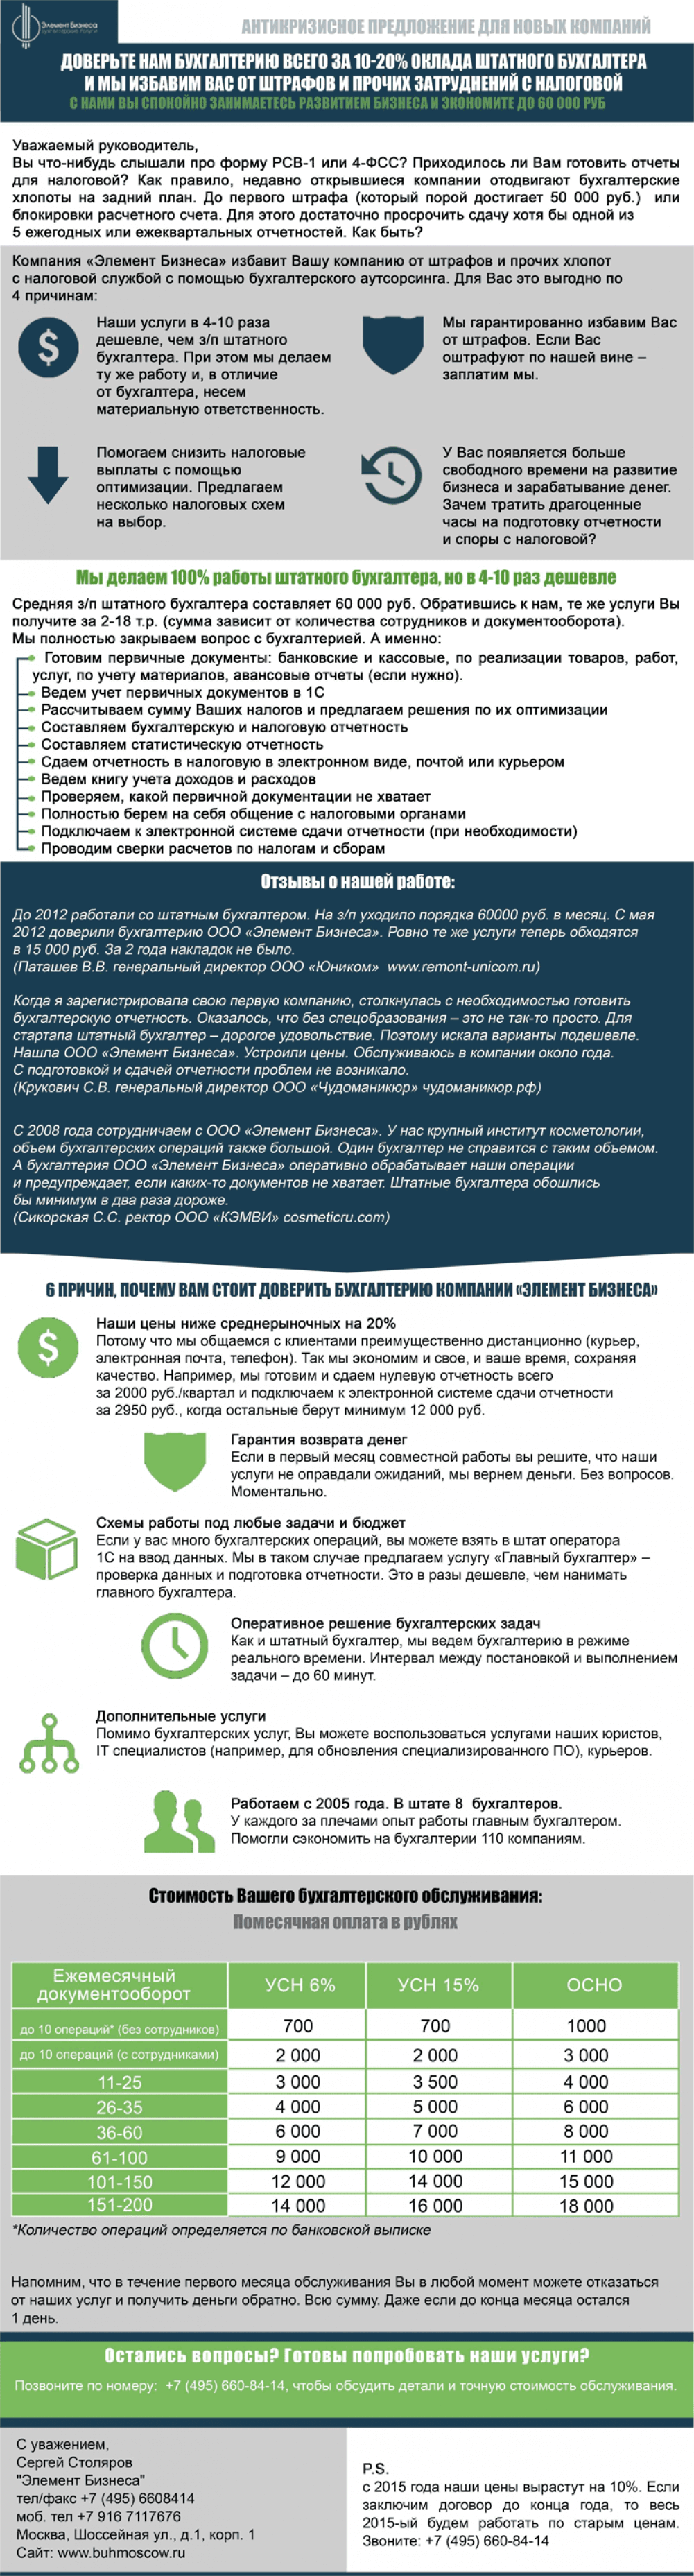 Элемент Бизнеса
бухгалтерские услуги
АНТИКРИЗИСНОЕ ПРЕДЛОЖЕНИЕ ДЛЯ НОВЫХ КОМПАНИЙ
ДОВЕРЬТЕ НАМ БУХГАЛТЕРИЮ ВСЕГО ЗА 10-20% ОКЛАДА ШТАТНОГО БУХГАЛТЕРА
И МЫ ИЗБАВИМ ВАС ОТ ШТРАФОВ И ПРОЧИХ ЗАТРУДНЕНИЙ С НАЛОГОВОЙ
С НАМИ ВЫ СПОКОЙНО ЗАНИМАЕТЕСЬ РАЗВИТИЕМ БИЗНЕСА И ЭКОНОМИТЕ ДО 60 000 РУБ
Уважаемый руководитель,
Вы что-нибудь слышали про форму РСВ-1 или 4-ФСС? Приходилось ли Вам готовить отчеты
для налоговой? Как правило, недавно открывшиеся компании отодвигают бухгалтерские
хлопоты на задний план. До первого штрафа (который порой достигает 50 000 руб.) или
блокировки расчетного счета. Для этого достаточно просрочить сдачу хотя бы одной из
5 ежегодных или ежеквартальных отчетностей. Как быть?
Компания «Элемент Бизнеса» избавит Вашу компанию от штрафов и прочих хлопот
с налоговой службой с помощью бухгалтерского аутсорсинга. Для Вас это выгодно по
4 причинам:
Наши услуги в 4-10 раза
дешевле, чем з/п штатного
бухгалтера. При этом мы делаем
ту же работу и, в отличие
от бухгалтера, несем
материальную ответственность.
Мы гарантированно избавим Вас
от штрафов. Если Вас
оштрафуют по нашей вине –
заплатим мы.
Помогаем снизить налоговые
выплаты с помощью
оптимизации. Предлагаем
несколько налоговых схем
на выбор.
У Вас появляется больше
свободного времени на развитие
бизнеса и зарабатывание денег.
Зачем тратить драгоценные
часы на подготовку отчетности
и споры с налоговой?
Мы делаем 100% работы штатного бухгалтера, но в 4-10 раз дешевле
Средняя з/п штатного бухгалтера составляет 60 000 руб. Обратившись к нам, те же услуги Вы
получите за 2-18 т.р. (сумма зависит от количества сотрудников и документооборота).
Мы полностью закрываем вопрос с бухгалтерией. А именно:
Готовим первичные документы: банковские и кассовые, по реализации товаров, работ,
услуг, по учету материалов, авансовые отчеты (если нужно).
Ведем учет первичных документов в 1С
Рассчитываем сумму Ваших налогов и предлагаем решения по их оптимизации
Составляем бухгалтерскую и налоговую отчетность
Составляем статистическую отчетность
Сдаем отчетность в налоговую в электронном виде, почтой или курьером
Ведем книгу учета доходов и расходов
Проверяем, какой первичной документации не хватает
Полностью берем на себя общение с налоговыми органами
Подключаем к электронной системе сдачи отчетности (при необходимости)
Проводим сверки расчетов по налогам и сборам
Отзывы о нашей работе:
До 2012 работали со штатным бухгалтером. На з/п уходило порядка 60000 руб. в месяц. С мая
2012 доверили бухгалтерию ООО «Элемент Бизнеса». Ровно те же услуги теперь обходятся
в 15 000 руб. За 2 года накладок не было.
(Паташев В.В. генеральный директор ООО «Юником» www.remont-unicom.ru)
Когда я зарегистрировала свою первую компанию, столкнулась с необходимостью готовить
бухгалтерскую отчетность. Оказалось, что без спецобразования – это не так-то просто. Для
стартапа штатный бухгалтер – дорогое удовольствие. Поэтому искала варианты подешевле.
Нашла ООО «Элемент Бизнеса». Устроили цены. Обслуживаюсь в компании около года.
С подготовкой и сдачей отчетности проблем не возникало.
(Крукович С.В. генеральный директор ООО «Чудоманикюр» чудоманикюр.рф)
С 2008 года сотрудничаем с ООО «Элемент Бизнеса». У нас крупный институт косметологии,
объем бухгалтерских операций также большой. Один бухгалтер не справится с таким объемом.
А бухгалтерия ООО «Элемент Бизнеса» оперативно обрабатывает наши операции
и предупреждает, если каких-то документов не хватает. Штатные бухгалтера обошлись
бы минимум в два раза дороже.
(Сикорская С.С. ректор ООО «КЭМВИ» cosmeticru.com)
6 ПРИЧИН, ПОЧЕМУ ВАМ СТОИТ ДОВЕРИТЬ БУХГАЛТЕРИЮ КОМПАНИИ «ЭЛЕМЕНТ БИЗНЕСА»
Наши цены ниже среднерыночных на 20%
Потому что мы общаемся с клиентами преимущественно дистанционно (курьер,
электронная почта, телефон). Так мы экономим и свое, и ваше время, сохраняя
качество. Например, мы готовим и сдаем нулевую отчетность всего
за 2000 руб./квартал и подключаем к электронной системе сдачи отчетности
за 2950 руб., когда остальные берут минимум 12 000 руб.
Гарантия возврата денег
Если в первый месяц совместной работы вы решите, что наши
услуги не оправдали ожиданий, мы вернем деньги. Без вопросов.
Моментально.
Схемы работы под любые задачи и бюджет
Если у вас много бухгалтерских операций, вы можете взять в штат оператора
1С на ввод данных. Мы в таком случае предлагаем услугу «Главный бухгалтер» –
проверка данных и подготовка отчетности. Это в разы дешевле, чем нанимать
главного бухгалтера.
Оперативное решение бухгалтерских задач
Как и штатный бухгалтер, мы ведем бухгалтерию в режиме
реального времени. Интервал между постановкой и выполнением
задачи – до 60 минут.
Дополнительные услуги
Помимо бухгалтерских услуг, Вы можете воспользоваться услугами наших юристов,
IT специалистов (например, для обновления специализированного ПО), курьеров.
Работаем с 2005 года. В штате 8 бухгалтеров.
У каждого за плечами опыт работы главным бухгалтером.
Помогли сэкономить на бухгалтерии 110 компаниям.
Стоимость Вашего бухгалтерского обслуживания:
Помесячная оплата в рублях
Ежемесячный документооборот УСН 6% УСН 15% ОСНО
до 10 операций* (без сотрудников) 700 700 1000
до 10 операций (с сотрудниками) 2 000 2 000 3 000
11-25 3 000 3 500 4 000
26-35 4 000 5 000 6 000
36-60 6 000 7 000 8 000
61-100 9 000 10 000 11 000
101-150 12 000 14 000 15 000
151-200 14 000 16 000 18 000
*Количество операций определяется по банковской выписке
Напомним, что в течение первого месяца обслуживания Вы в любой момент можете отказаться
от наших услуг и получить деньги обратно. Всю сумму. Даже если до конца месяца остался
1 день.
Остались вопросы? Готовы попробовать наши услуги?
Позвоните по номеру: +7 (495) 660-84-14, чтобы обсудить детали и точную стоимость обслуживания.
С уважением,
Сергей Столяров
"Элемент Бизнеса"
тел/факс +7 (495) 6608414
моб. тел +7 916 7117676
Москва, Шоссейная ул., д.1, корп. 1
Сайт: www.buhmoscow.ru
P.S.
с 2015 года наши цены вырастут на 10%. Если
заключим договор до конца года, то весь
2015-ый будем работать по старым ценам.
Звоните: +7 (495) 660-84-14